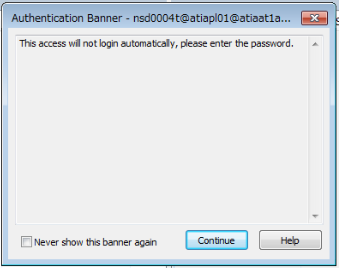 Authentication Banner - nsd0004t@atiapl01@atiaat1a...
This access will not login automatically, please enter the password.
Never show this banner again
Continue
Help